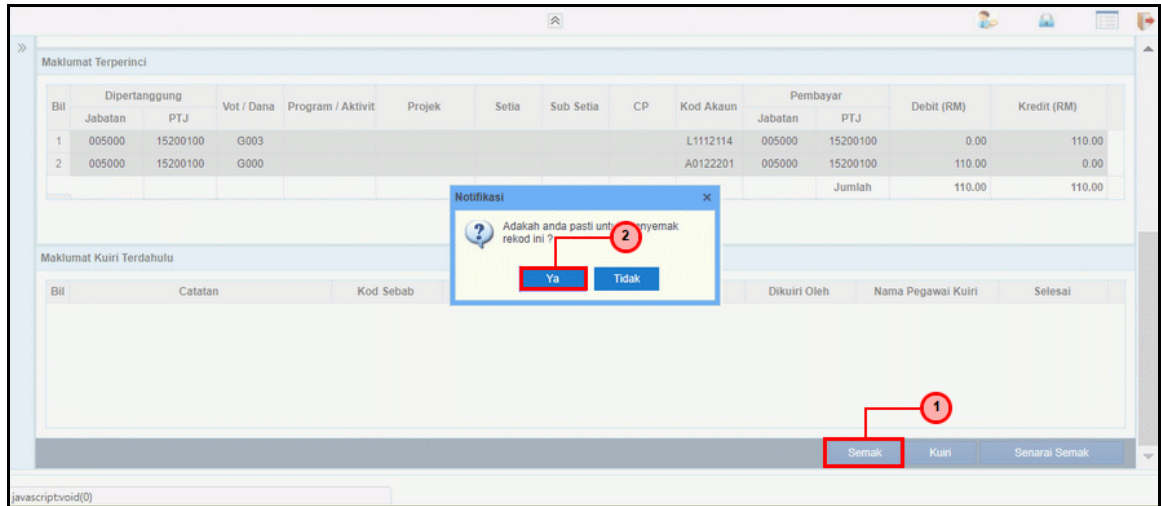 Maklumat Terperinci
Bil Dipertanggung Vot / Dana Program / Aktivit Projek Setia Sub Setia CP Kod Akaun Pembayar Debit (RM) Kredit (RM)
Jabatan PTJ Jabatan PTJ
1 005000 15200100 G003 L1112114 005000 15200100 0.00 110.00
2 005000 15200100 G000 A0122201 005000 15200100 110.00 0.00
Jumlah 110.00 110.00
Notifikasi ×
Adakah anda pasti
rekod ini ?
2
Ya Tidak
Maklumat Kuiri Terdahulu
Bil Catatan Kod Sebab Dikuiri Oleh Nama Pegawai Kuiri Selesai
1
Semak Kuiri Senarai Semak
javascript:void(0)